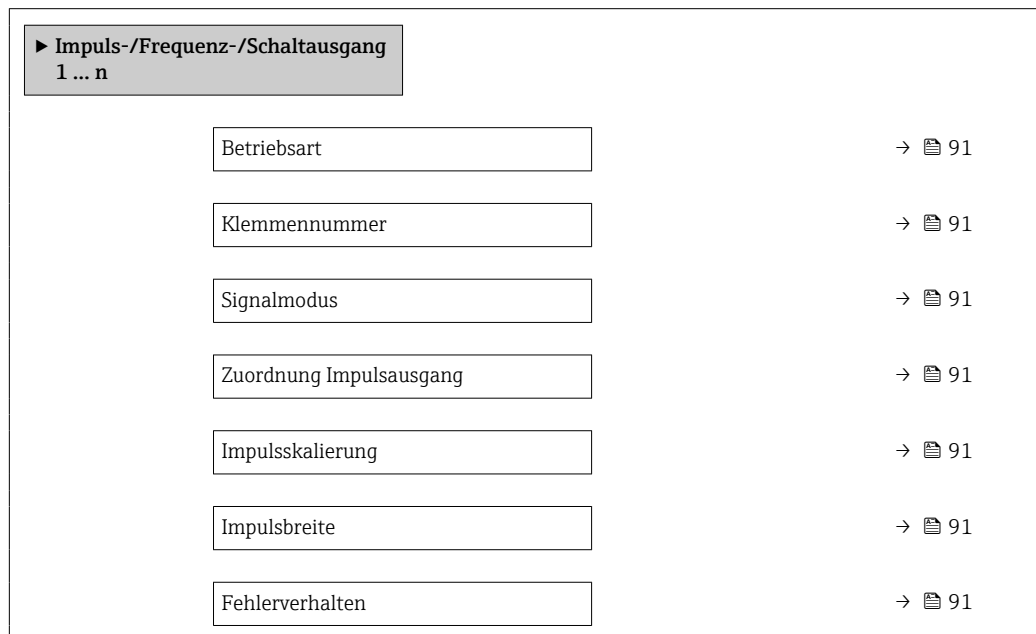 ► Impuls-/Frequenz-/Schaltausgang
1 ... n
Betriebsart → 91
Klemmennummer → 91
Signalmodus → 91
Zuordnung Impulsausgang → 91
Impulsskalierung → 91
Impulsbreite → 91
Fehlerverhalten → 91